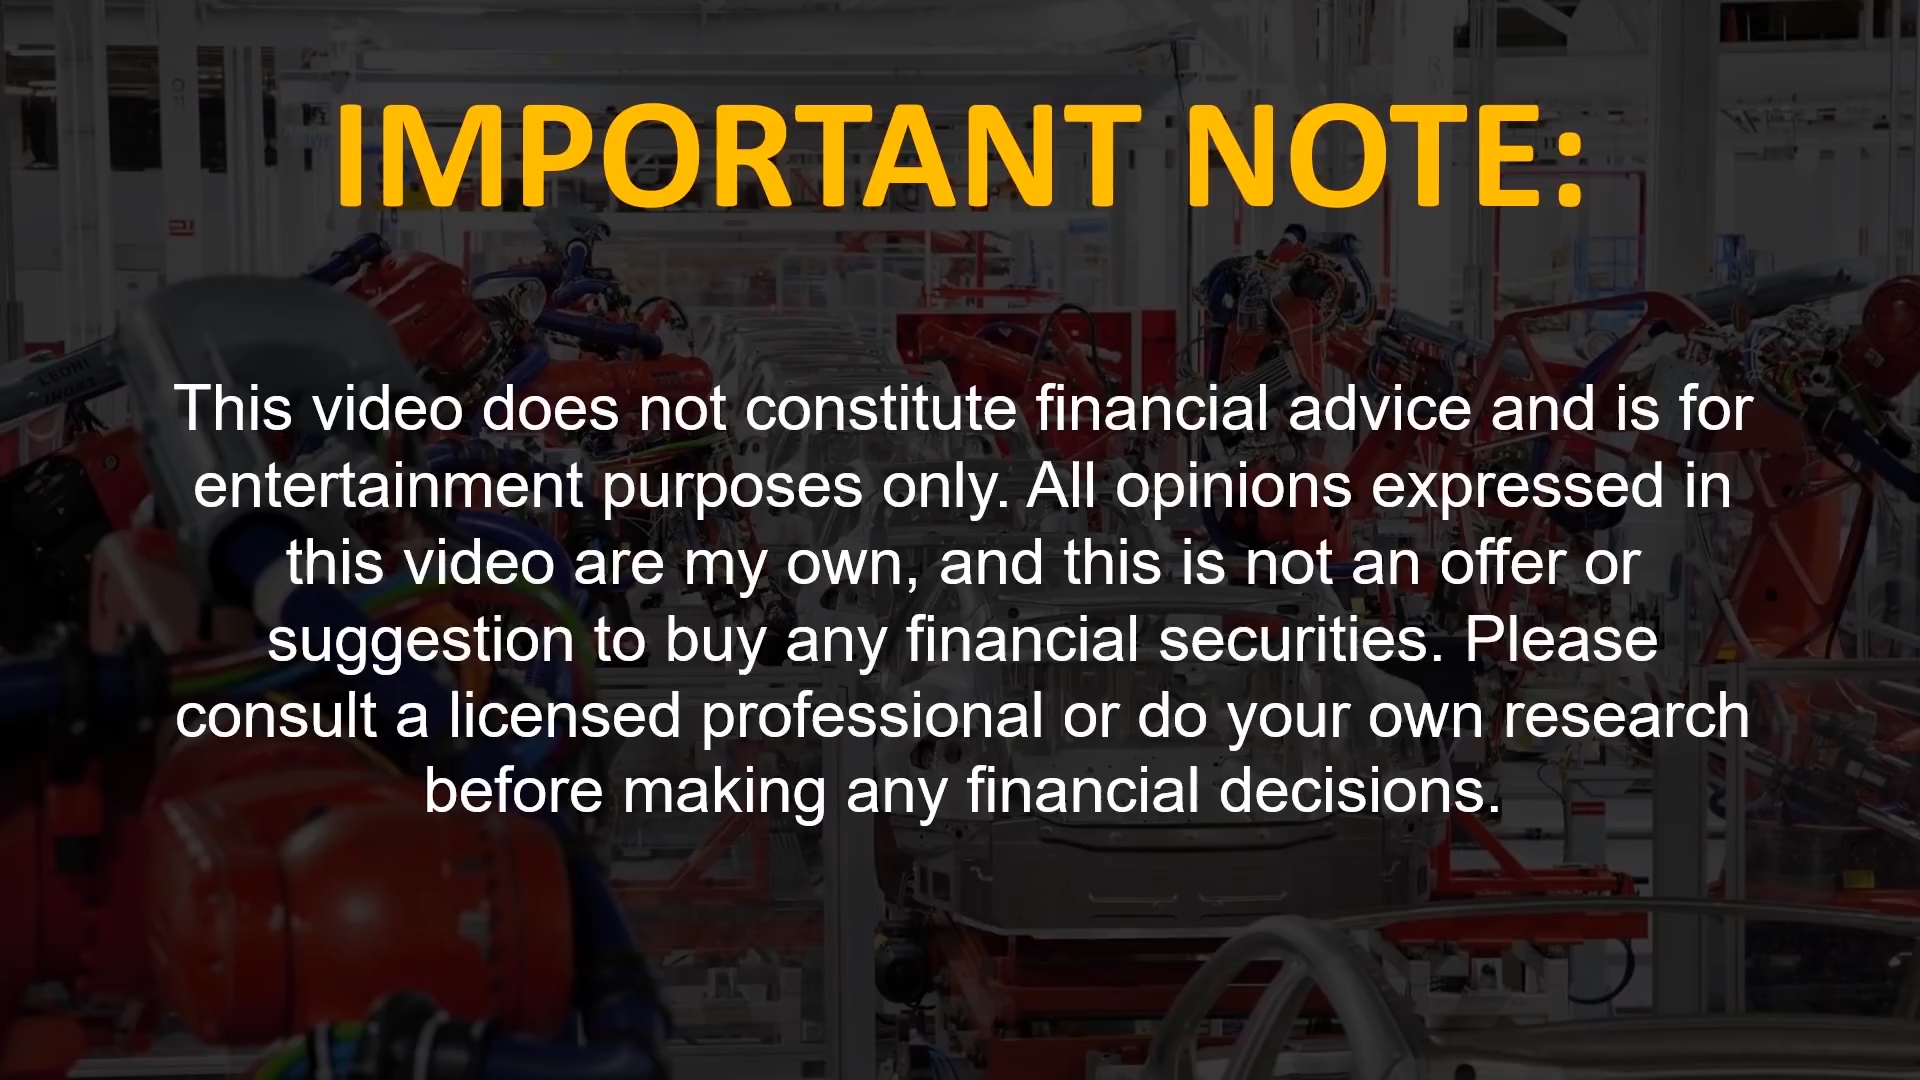 IMPORTANT NOTE:
This video does not constitute financial advice and is for
entertainment purposes only. All opinions expressed in
this video are my own, and this is not an offer or
suggestion to buy any financial securities. Please
consult a licensed professional or do your own research
before making any financial decisions.
LEONI